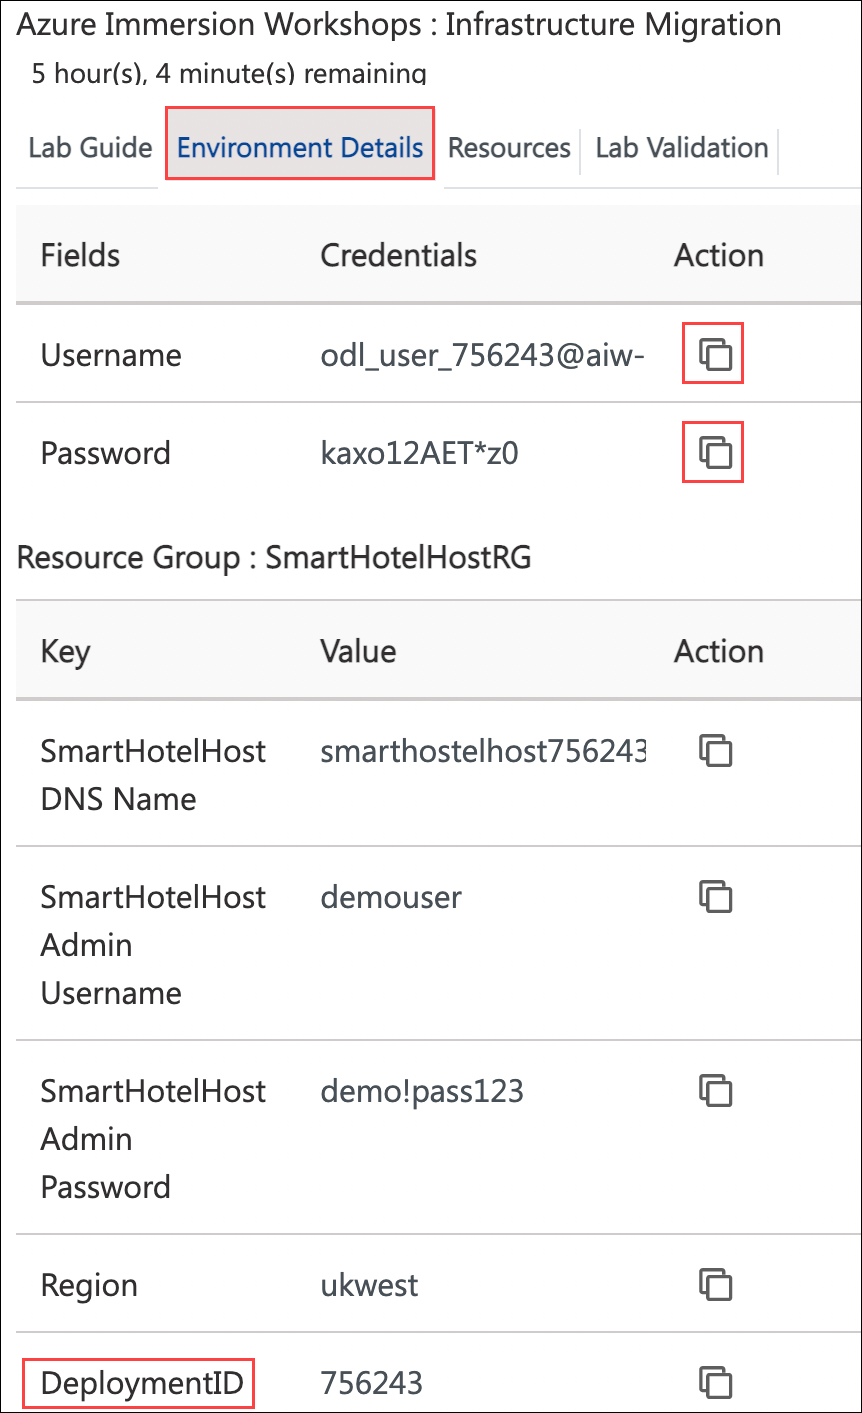 Azure Immersion Workshops : Infrastructure Migration
5 hour(s), 4 minute(s) remaining
Lab Guide Environment Details Resources Lab Validation
Fields Credentials Action
Username odl_user_756243@aiw-
Password kaxo12AET*z0
Resource Group : SmartHotelHostRG
Key Value Action
SmartHotelHost smarthostelhost756243
DNS Name
SmartHotelHost demouser
Admin
Username
SmartHotelHost demo!pass123
Admin
Password
Region ukwest
DeploymentID 756243